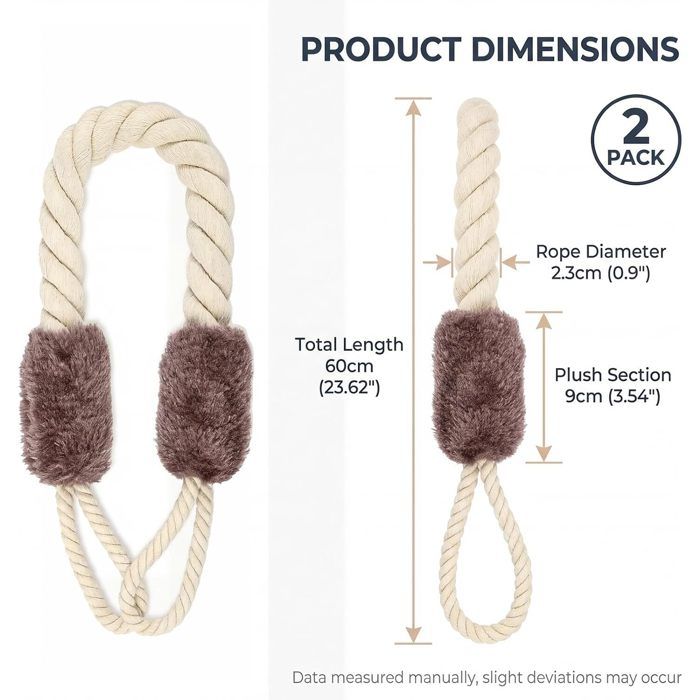 PRODUCT DIMENSIONS
2
PACK
Rope Diameter
2.3cm (0.9")
Total Length
60cm
(23.62")
Plush Section
9cm (3.54")
Data measured manually, slight deviations may occur